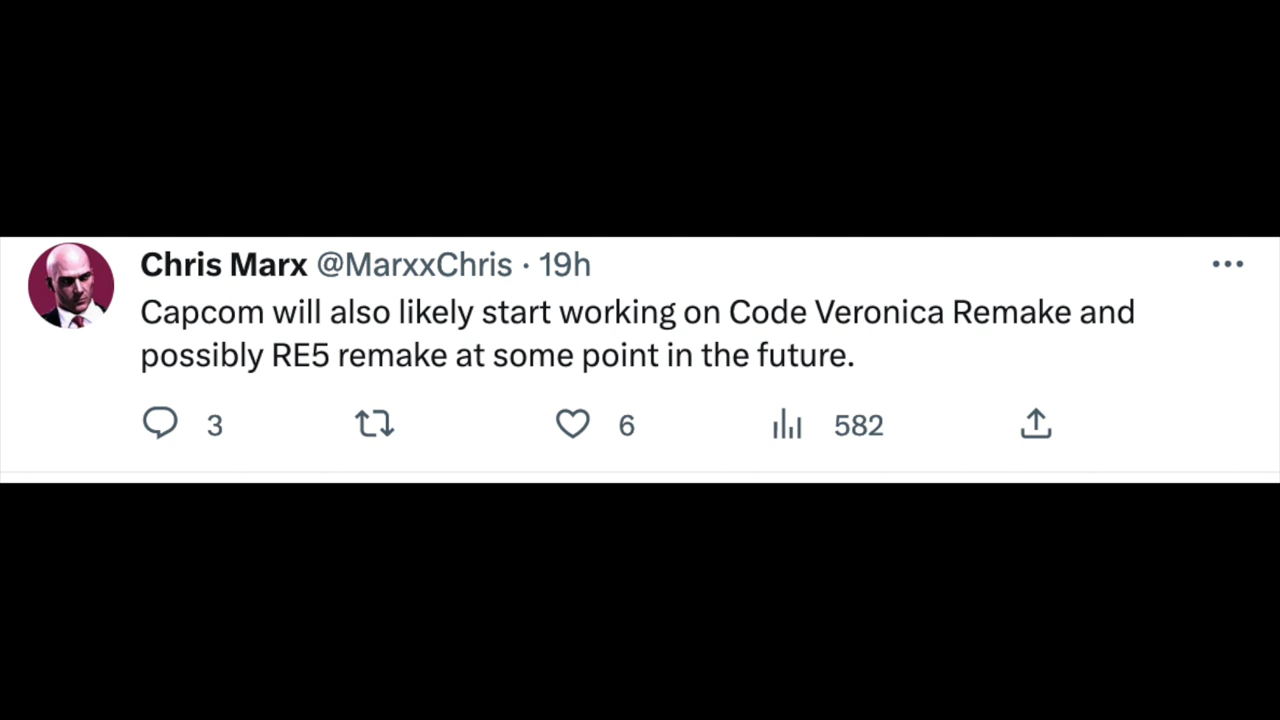 Chris Marx @MarxxChris · 19h
Capcom will also likely start working on Code Veronica Remake and
possibly RE5 remake at some point in the future.
3 6 582